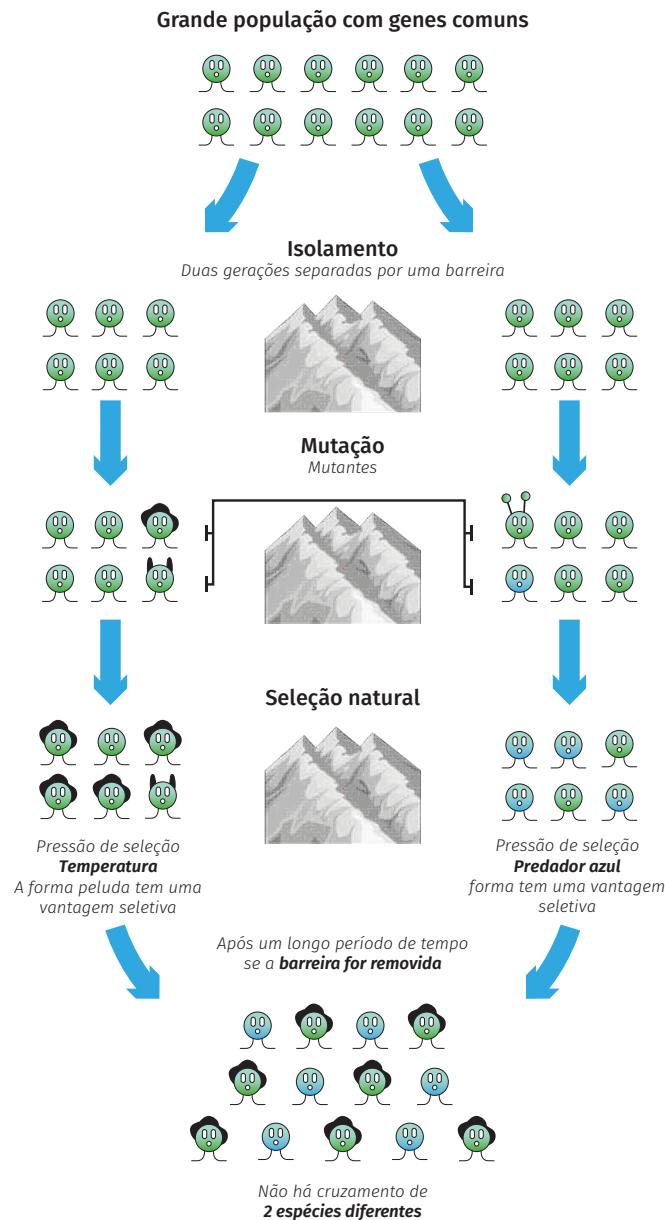 Grande população com genes comuns
Isolamento
Duas gerações separadas por uma barreira
Mutação
Mutantes
Seleção natural
Pressão de seleção
Temperatura
A forma peluda tem uma
vantagem seletiva
Pressão de seleção
Predador azul
forma tem uma vantagem
seletiva
Após um longo período de tempo
se a barreira for removida
Não há cruzamento de
2 espécies diferentes